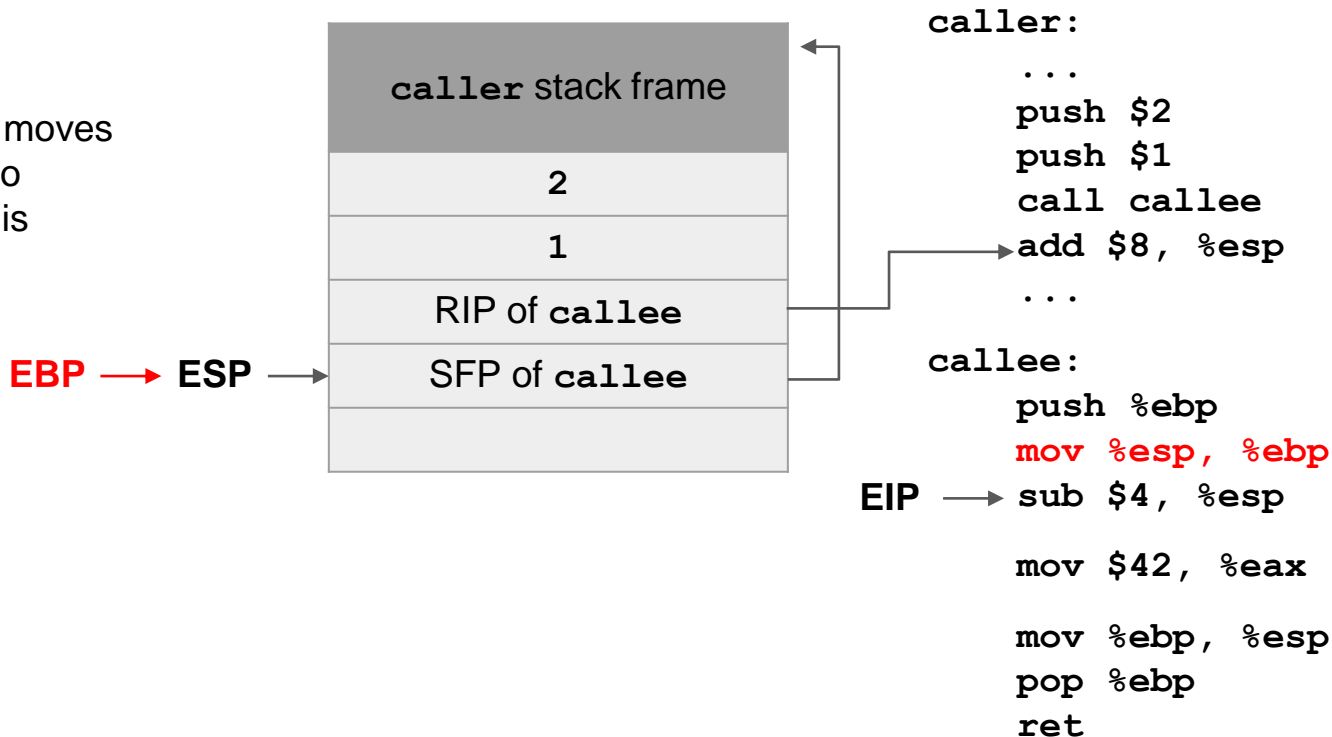 moves
o
is
caller stack frame
2
1
RIP of callee
SFP of callee
EBP
ESP
caller:
...
push $2
push $1
call callee
add $8, %esp
...
callee:
push %ebp
mov %esp, %ebp
EIP
sub $4, %esp
mov $42, %eax
mov %ebp, %esp
pop %ebp
ret